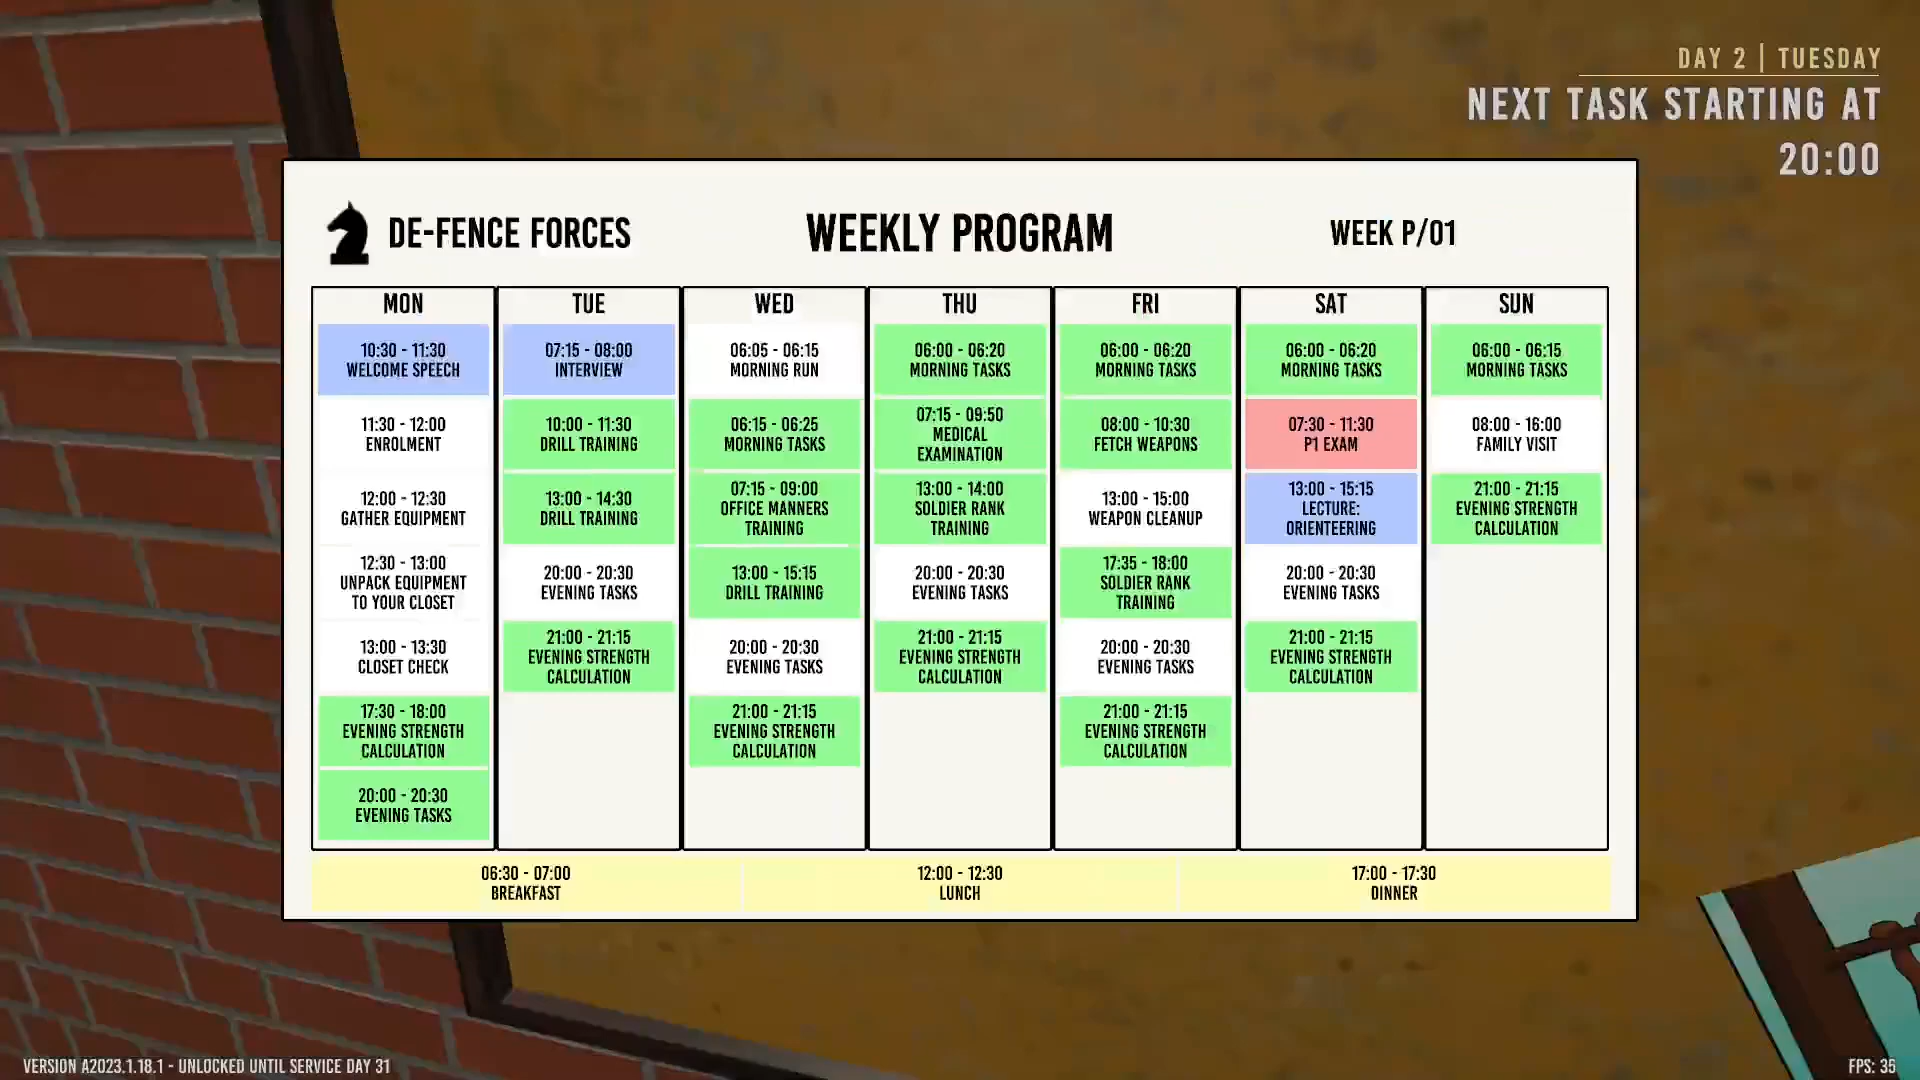 DAY 2 | TUESDAY
NEXT TASK STARTING AT
20:00
DE-FENCE FORCES
WEEKLY PROGRAM
WEEK P/01
MON
10:30 - 11:30
WELCOME SPEECH
11:30 - 12:00
ENROLMENT
12:00 - 12:30
GATHER EQUIPMENT
12:30 - 13:00
UNPACK EQUIPMENT
TO YOUR CLOSET
13:00 - 13:30
CLOSET CHECK
17:30 - 18:00
EVENING STRENGTH
CALCULATION
20:00 - 20:30
EVENING TASKS
TUE
07:15 - 08:00
INTERVIEW
10:00 - 11:30
DRILL TRAINING
13:00 - 14:30
DRILL TRAINING
20:00 - 20:30
EVENING TASKS
21:00 - 21:15
EVENING STRENGTH
CALCULATION
WED
06:05 - 06:15
MORNING RUN
06:15 - 06:25
MORNING TASKS
07:15 - 09:00
OFFICE MANNERS
TRAINING
13:00 - 15:15
DRILL TRAINING
20:00 - 20:30
EVENING TASKS
21:00 - 21:15
EVENING STRENGTH
CALCULATION
THU
06:00 - 06:20
MORNING TASKS
07:15 - 09:50
MEDICAL
EXAMINATION
13:00 - 14:00
SOLDIER RANK
TRAINING
20:00 - 20:30
EVENING TASKS
21:00 - 21:15
EVENING STRENGTH
CALCULATION
FRI
06:00 - 06:20
MORNING TASKS
08:00 - 10:30
FETCH WEAPONS
13:00 - 15:00
WEAPON CLEANUP
17:35 - 18:00
SOLDIER RANK
TRAINING
20:00 - 20:30
EVENING TASKS
21:00 - 21:15
EVENING STRENGTH
CALCULATION
SAT
06:00 - 06:20
MORNING TASKS
07:30 - 11:30
P1 EXAM
13:00 - 15:15
LECTURE:
ORIENTEERING
20:00 - 20:30
EVENING TASKS
21:00 - 21:15
EVENING STRENGTH
CALCULATION
SUN
06:00 - 06:15
MORNING TASKS
08:00 - 16:00
FAMILY VISIT
21:00 - 21:15
EVENING STRENGTH
CALCULATION
06:30 - 07:00
BREAKFAST
12:00 - 12:30
LUNCH
17:00 - 17:30
DINNER
VERSION A2023.1.18.1 - UNLOCKED UNTIL SERVICE DAY 31
FPS: 35